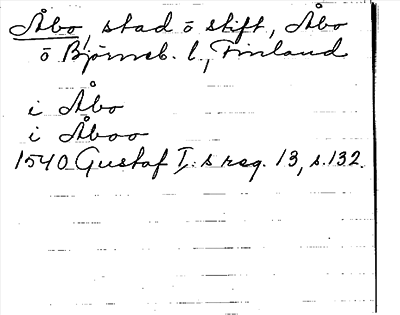 Åbo, stad o stift, Åbo
o Björneb. l., Finland
i Åbo
i Åboo
1540 Gustaf I:s reg. 13, s. 132.